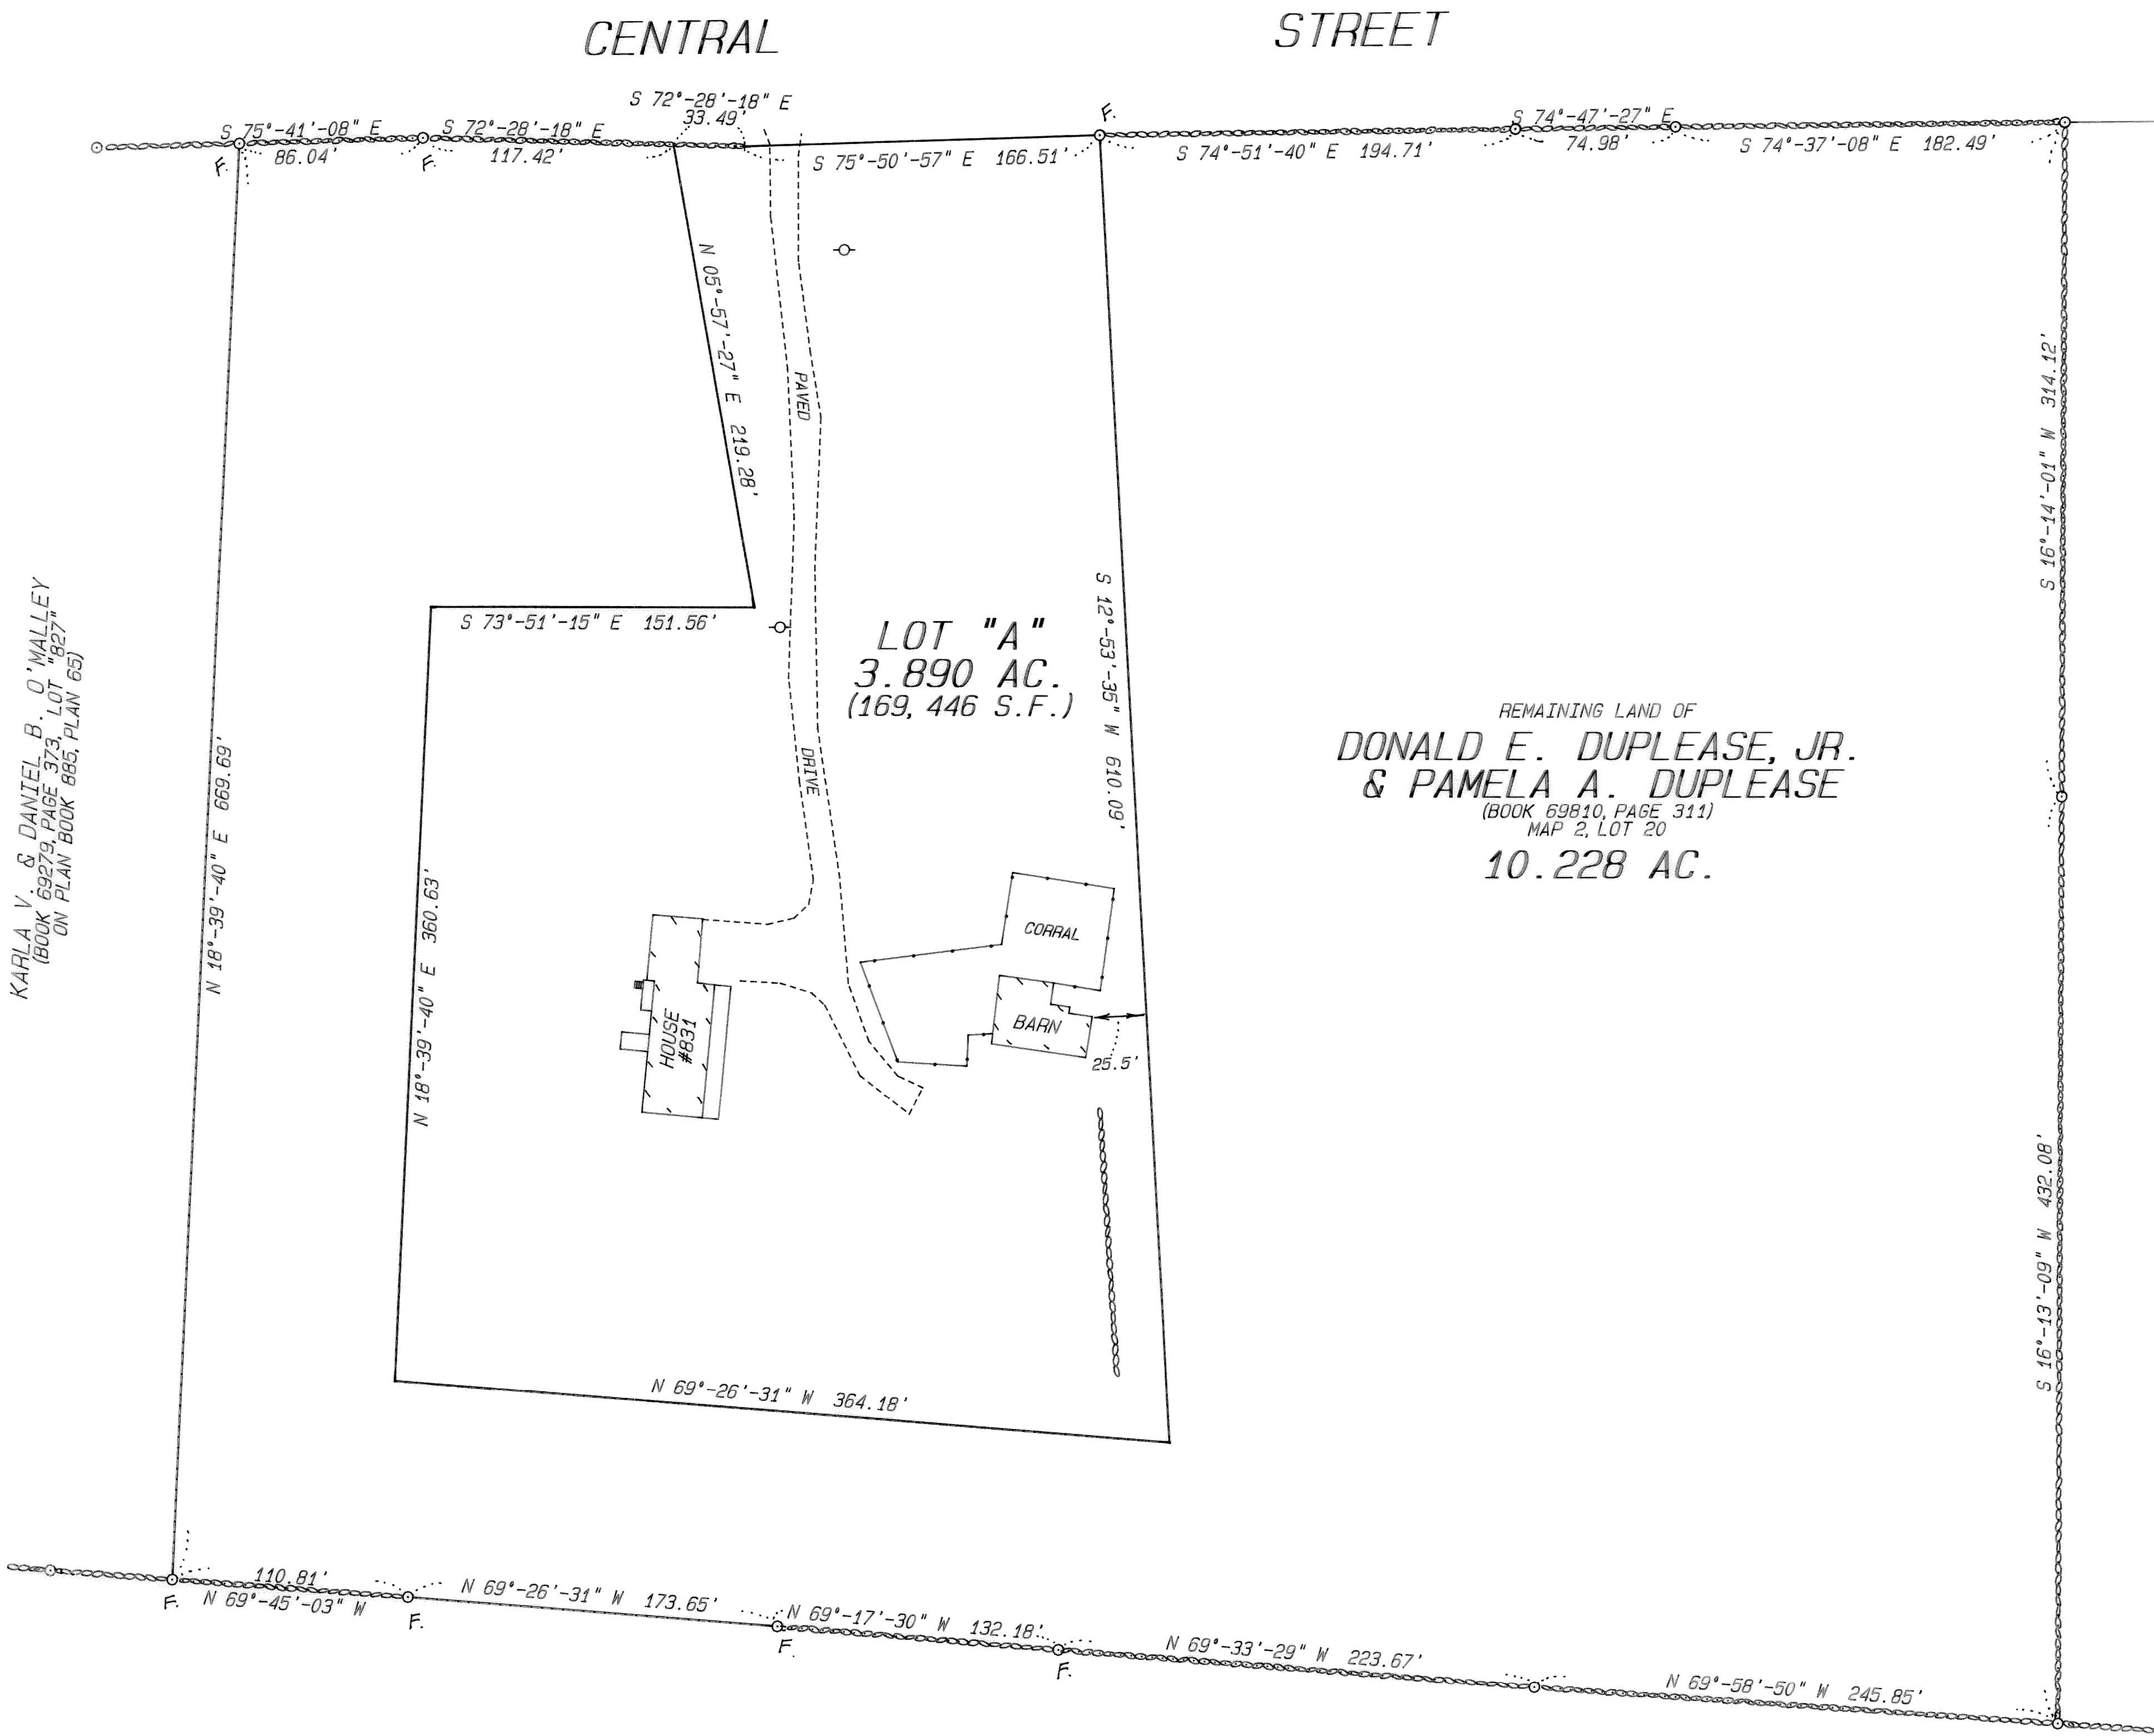 CENTRAL STREET
S 72°-28'-18" E
33.49'
S 75°-41'-08" E
86.04'
S 72°-28'-18" E
117.42'
S 75°-50'-57" E 166.51'
S 74°-51'-40" E 194.71'
S 74°-47'-27" E
74.98'
S 74°-37'-08" E 182.49'
F.
F.
F.
N 05°-57'-27" E 219.28'
PAVED
DRIVE
S 16°-14'-01" W 314.12'
S 73°-51'-15" E 151.56'
LOT "A"
3.890 AC.
(169,446 S.F.)
S 12°-53'-35" W 610.09'
KARLA V. & DANIEL B. O'MALLEY
(BOOK 69279, PAGE 373, LOT "827"
ON PLAN BOOK 885, PLAN 65)
N 18°-39'-40" E 669.69'
REMAINING LAND OF
DONALD E. DUPLEASE, JR.
& PAMELA A. DUPLEASE
(BOOK 69810, PAGE 311)
MAP 2, LOT 20
10.228 AC.
N 18°-39'-40" E 360.63'
CORRAL
BARN
HOUSE
#831
25.5'
S 16°-13'-09" W 432.08'
N 69°-26'-31" W 364.18'
110.81'
N 69°-45'-03" W
N 69°-26'-31" W 173.65'
N 69°-17'-30" W 132.18'
N 69°-33'-29" W 223.67'
N 69°-58'-50" W 245.85'
F.
F.
F.
F.